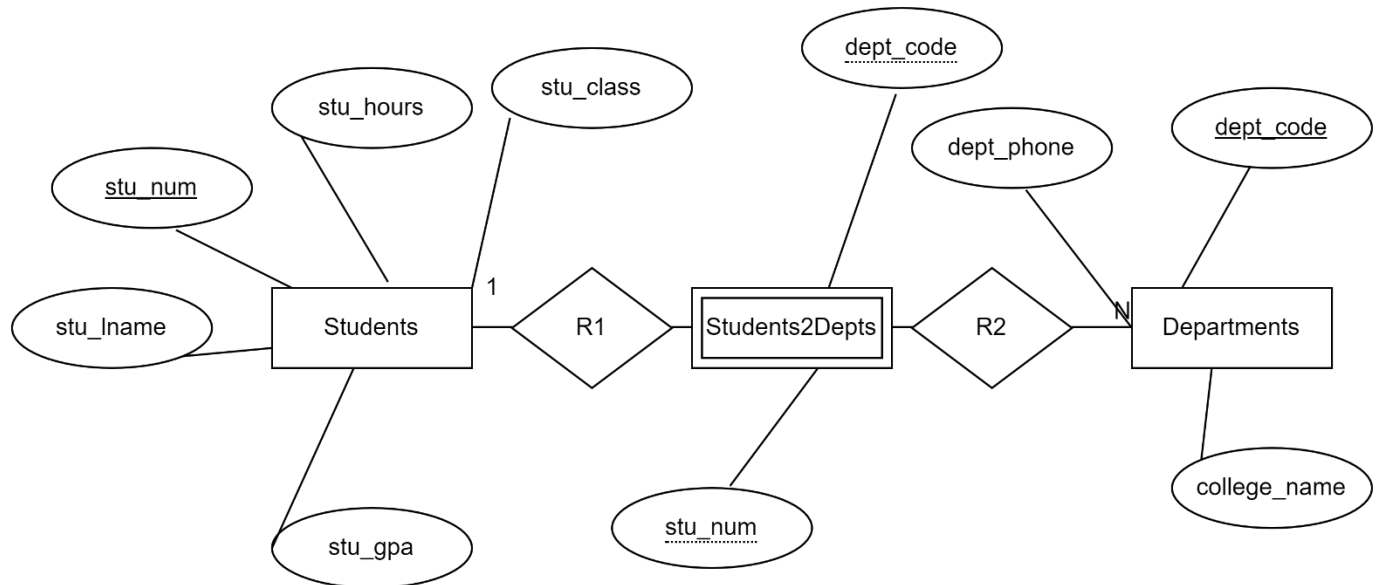 dept_code
stu_hours
stu_class
dept_phone
dept_code
stu_num
1
N
stu_lname
Students
R1
Students2Depts
R2
Departments
college_name
stu_num
stu_gpa